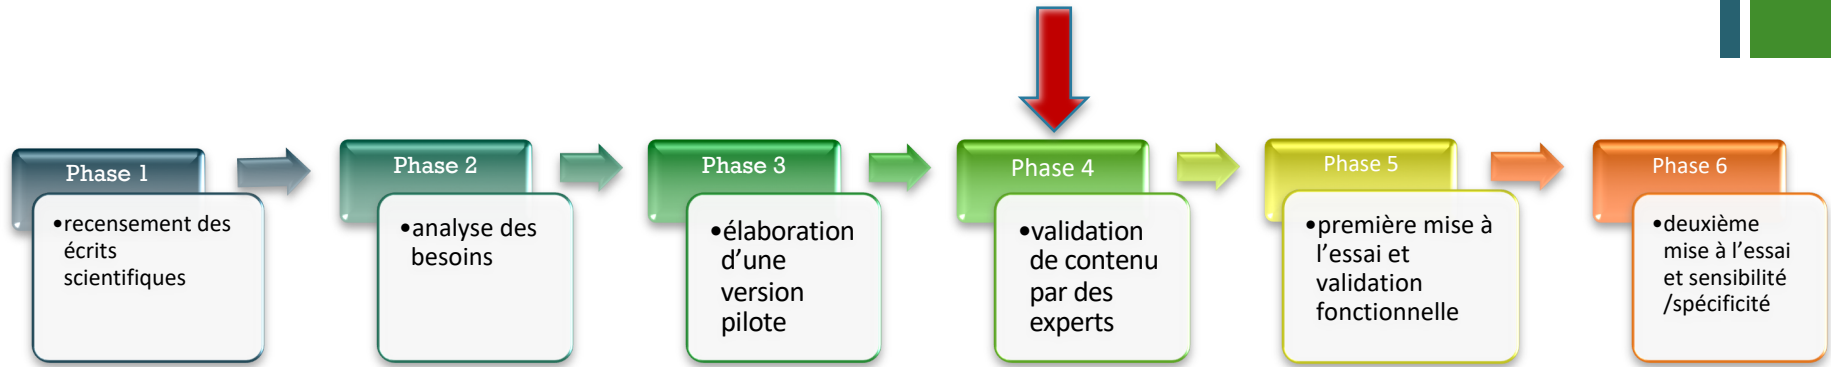 Phase 1
•recensement des
écrits
scientifiques
Phase 2
•analyse des
besoins
Phase 3
•élaboration
d’une
version
pilote
Phase 4
•validation
de contenu
par des
experts
Phase 5
•première mise à
l’essai et
validation
fonctionnelle
Phase 6
•deuxième
mise à l’essai
et sensibilité
/spécificité